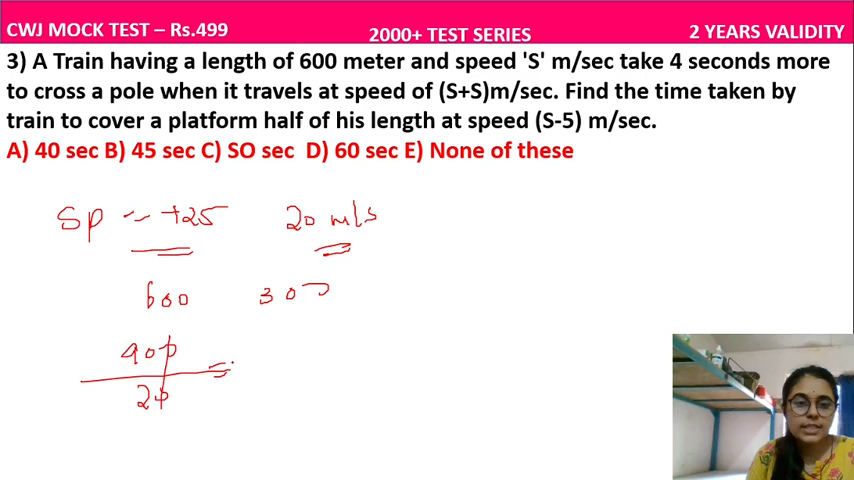 CWJ MOCK TEST – Rs.499
2000+ TEST SERIES
2 YEARS VALIDITY
3) A Train having a length of 600 meter and speed 'S' m/sec take 4 seconds more
to cross a pole when it travels at speed of (S+S)m/sec. Find the time taken by
train to cover a platform half of his length at speed (S-5) m/sec.
A) 40 sec B) 45 sec C) SO sec D) 60 sec E) None of these
Sp = +25 20 m/s
600 300
900
20 =